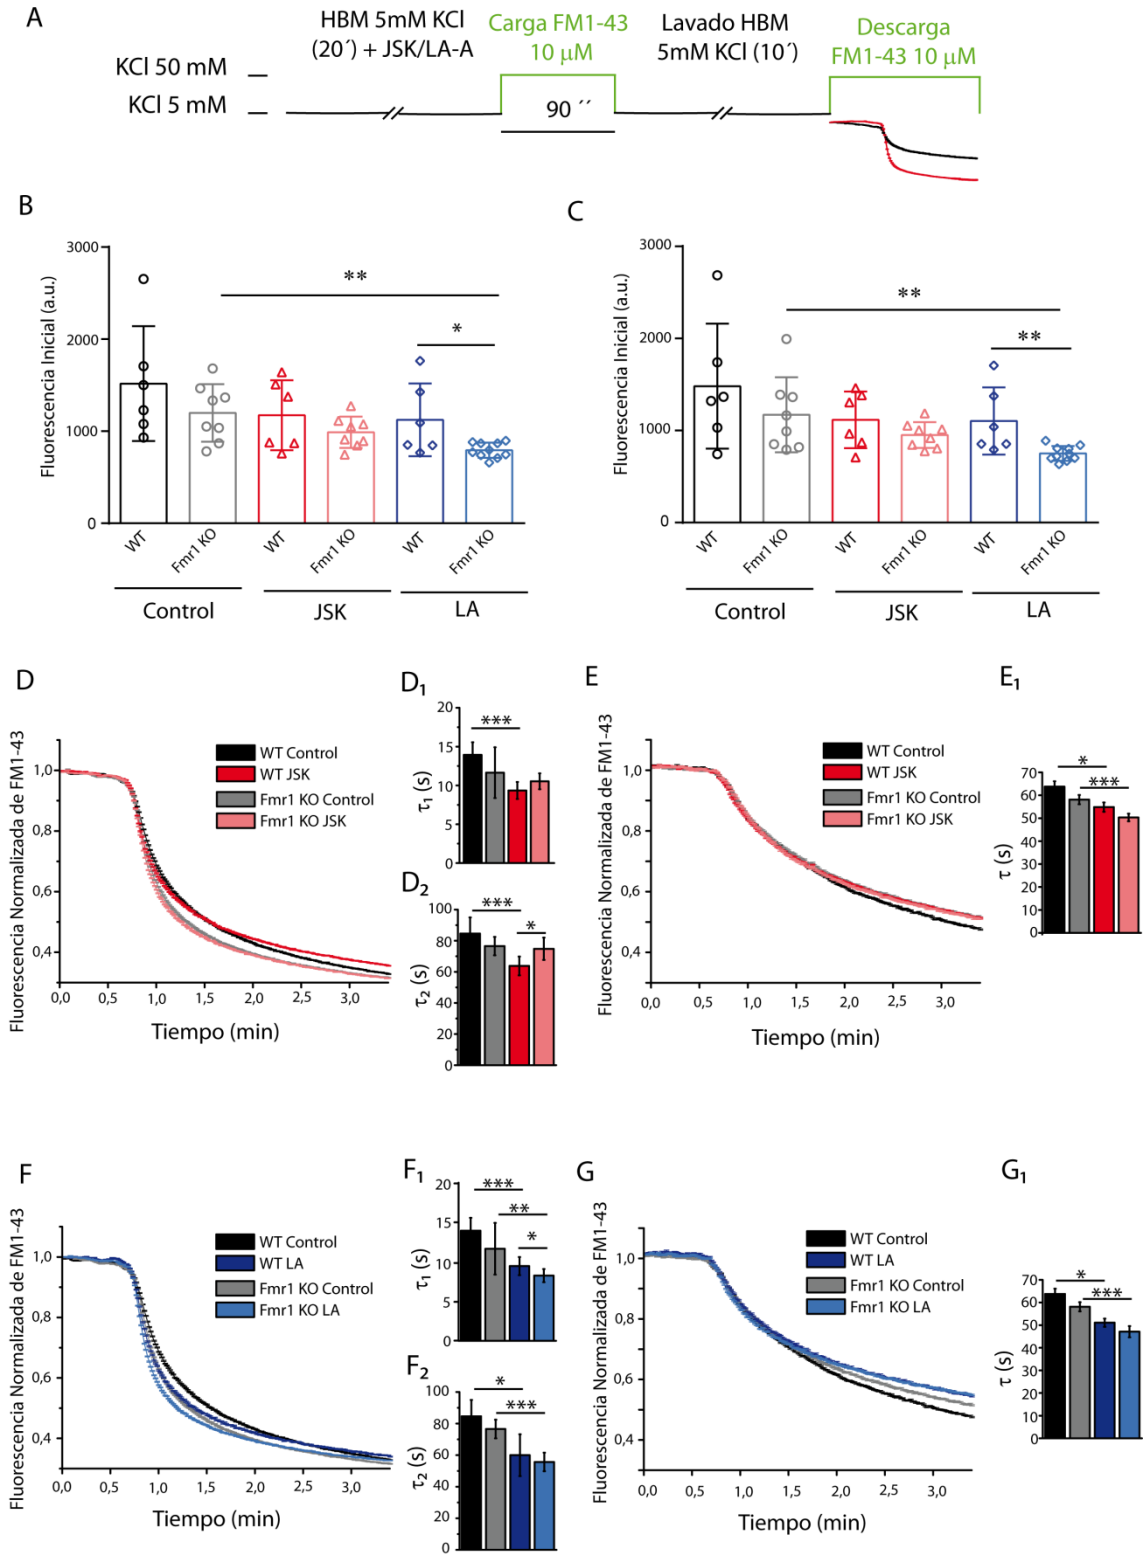 A
HBM 5mM KCl
(20´) + JSK/LA-A
Carga FM1-43
10 µM
Lavado HBM
5mM KCl (10´)
Descarga
FM1-43 10 µM
KCl 50 mM
KCl 5 mM
90 ´´
B
Fluorescencia Inicial (a.u.)
3000
2000
1000
0
**
*
WT
Fmr1 KO
WT
Fmr1 KO
WT
Fmr1 KO
Control
JSK
LA
C
Fluorescencia Inicial (a.u.)
3000
2000
1000
0
**
**
WT
Fmr1 KO
WT
Fmr1 KO
WT
Fmr1 KO
Control
JSK
LA
D
Fluorescencia Normalizada de FM1-43
1,0
0,8
0,6
0,4
0,0 0,5 1,0 1,5 2,0 2,5 3,0
Tiempo (min)
WT Control
WT JSK
Fmr1 KO Control
Fmr1 KO JSK
D₁
τ₁ (s)
20
15
10
5
0
***
D₂
τ₂ (s)
100
80
60
40
20
0
***
*
E
Fluorescencia Normalizada de FM1-43
1,0
0,8
0,6
0,4
0,0 0,5 1,0 1,5 2,0 2,5 3,0
Tiempo (min)
WT Control
WT JSK
Fmr1 KO Control
Fmr1 KO JSK
E₁
τ (s)
70
60
50
40
30
20
10
0
*
***
F
Fluorescencia Normalizada de FM1-43
1,0
0,8
0,6
0,4
0,0 0,5 1,0 1,5 2,0 2,5 3,0
Tiempo (min)
WT Control
WT LA
Fmr1 KO Control
Fmr1 KO LA
F₁
τ₁ (s)
20
15
10
5
0
***
**
*
F₂
τ₂ (s)
100
80
60
40
20
0
*
***
G
Fluorescencia Normalizada de FM1-43
1,0
0,8
0,6
0,4
0,0 0,5 1,0 1,5 2,0 2,5 3,0
Tiempo (min)
WT Control
WT LA
Fmr1 KO Control
Fmr1 KO LA
G₁
τ (s)
70
60
50
40
30
20
10
0
*
***